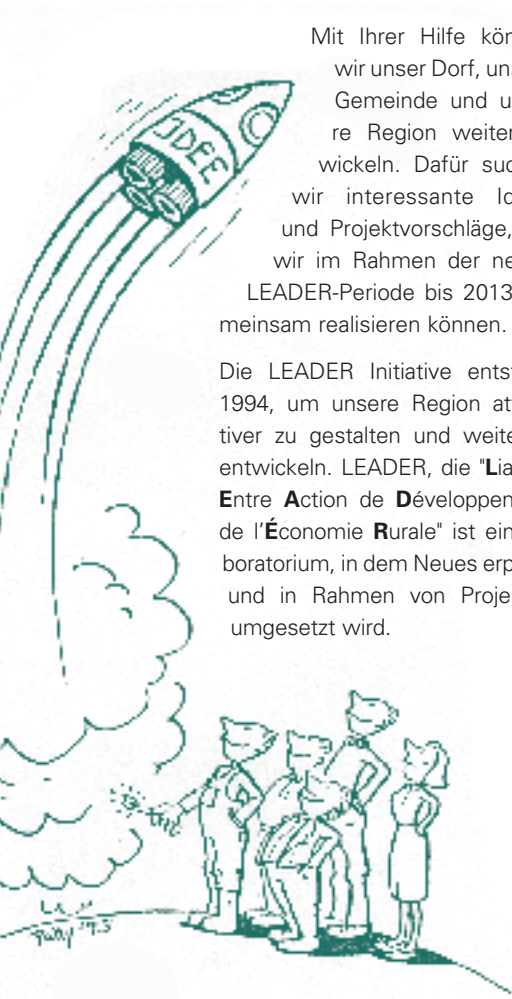 IDEE
Mit Ihrer Hilfe kön
wir unser Dorf, uns
Gemeinde und u
re Region weiter
wickeln. Dafür suc
wir interessante Id
und Projektvorschläge,
wir im Rahmen der ne
LEADER-Periode bis 2013
meinsam realisieren können.
Die LEADER Initiative ents
1994, um unsere Region att
tiver zu gestalten und weite
entwickeln. LEADER, die "Lia
Entre Action de Développen
de l'Économie Rurale" ist ein
boratorium, in dem Neues erp
und in Rahmen von Proje
umgesetzt wird.